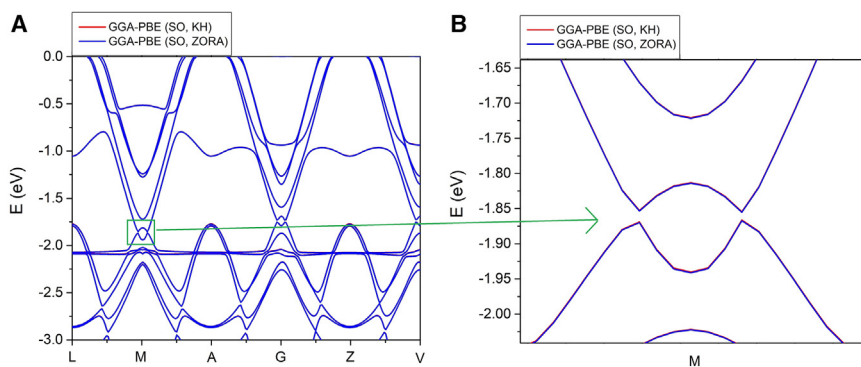 A
GGA-PBE (SO, KH)
GGA-PBE (SO, ZORA)
E (eV)
0.0
-0.5
-1.0
-1.5
-2.0
-2.5
-3.0
L M A G Z V
B
GGA-PBE (SO, KH)
GGA-PBE (SO, ZORA)
E (eV)
-1.65
-1.70
-1.75
-1.80
-1.85
-1.90
-1.95
-2.00
M